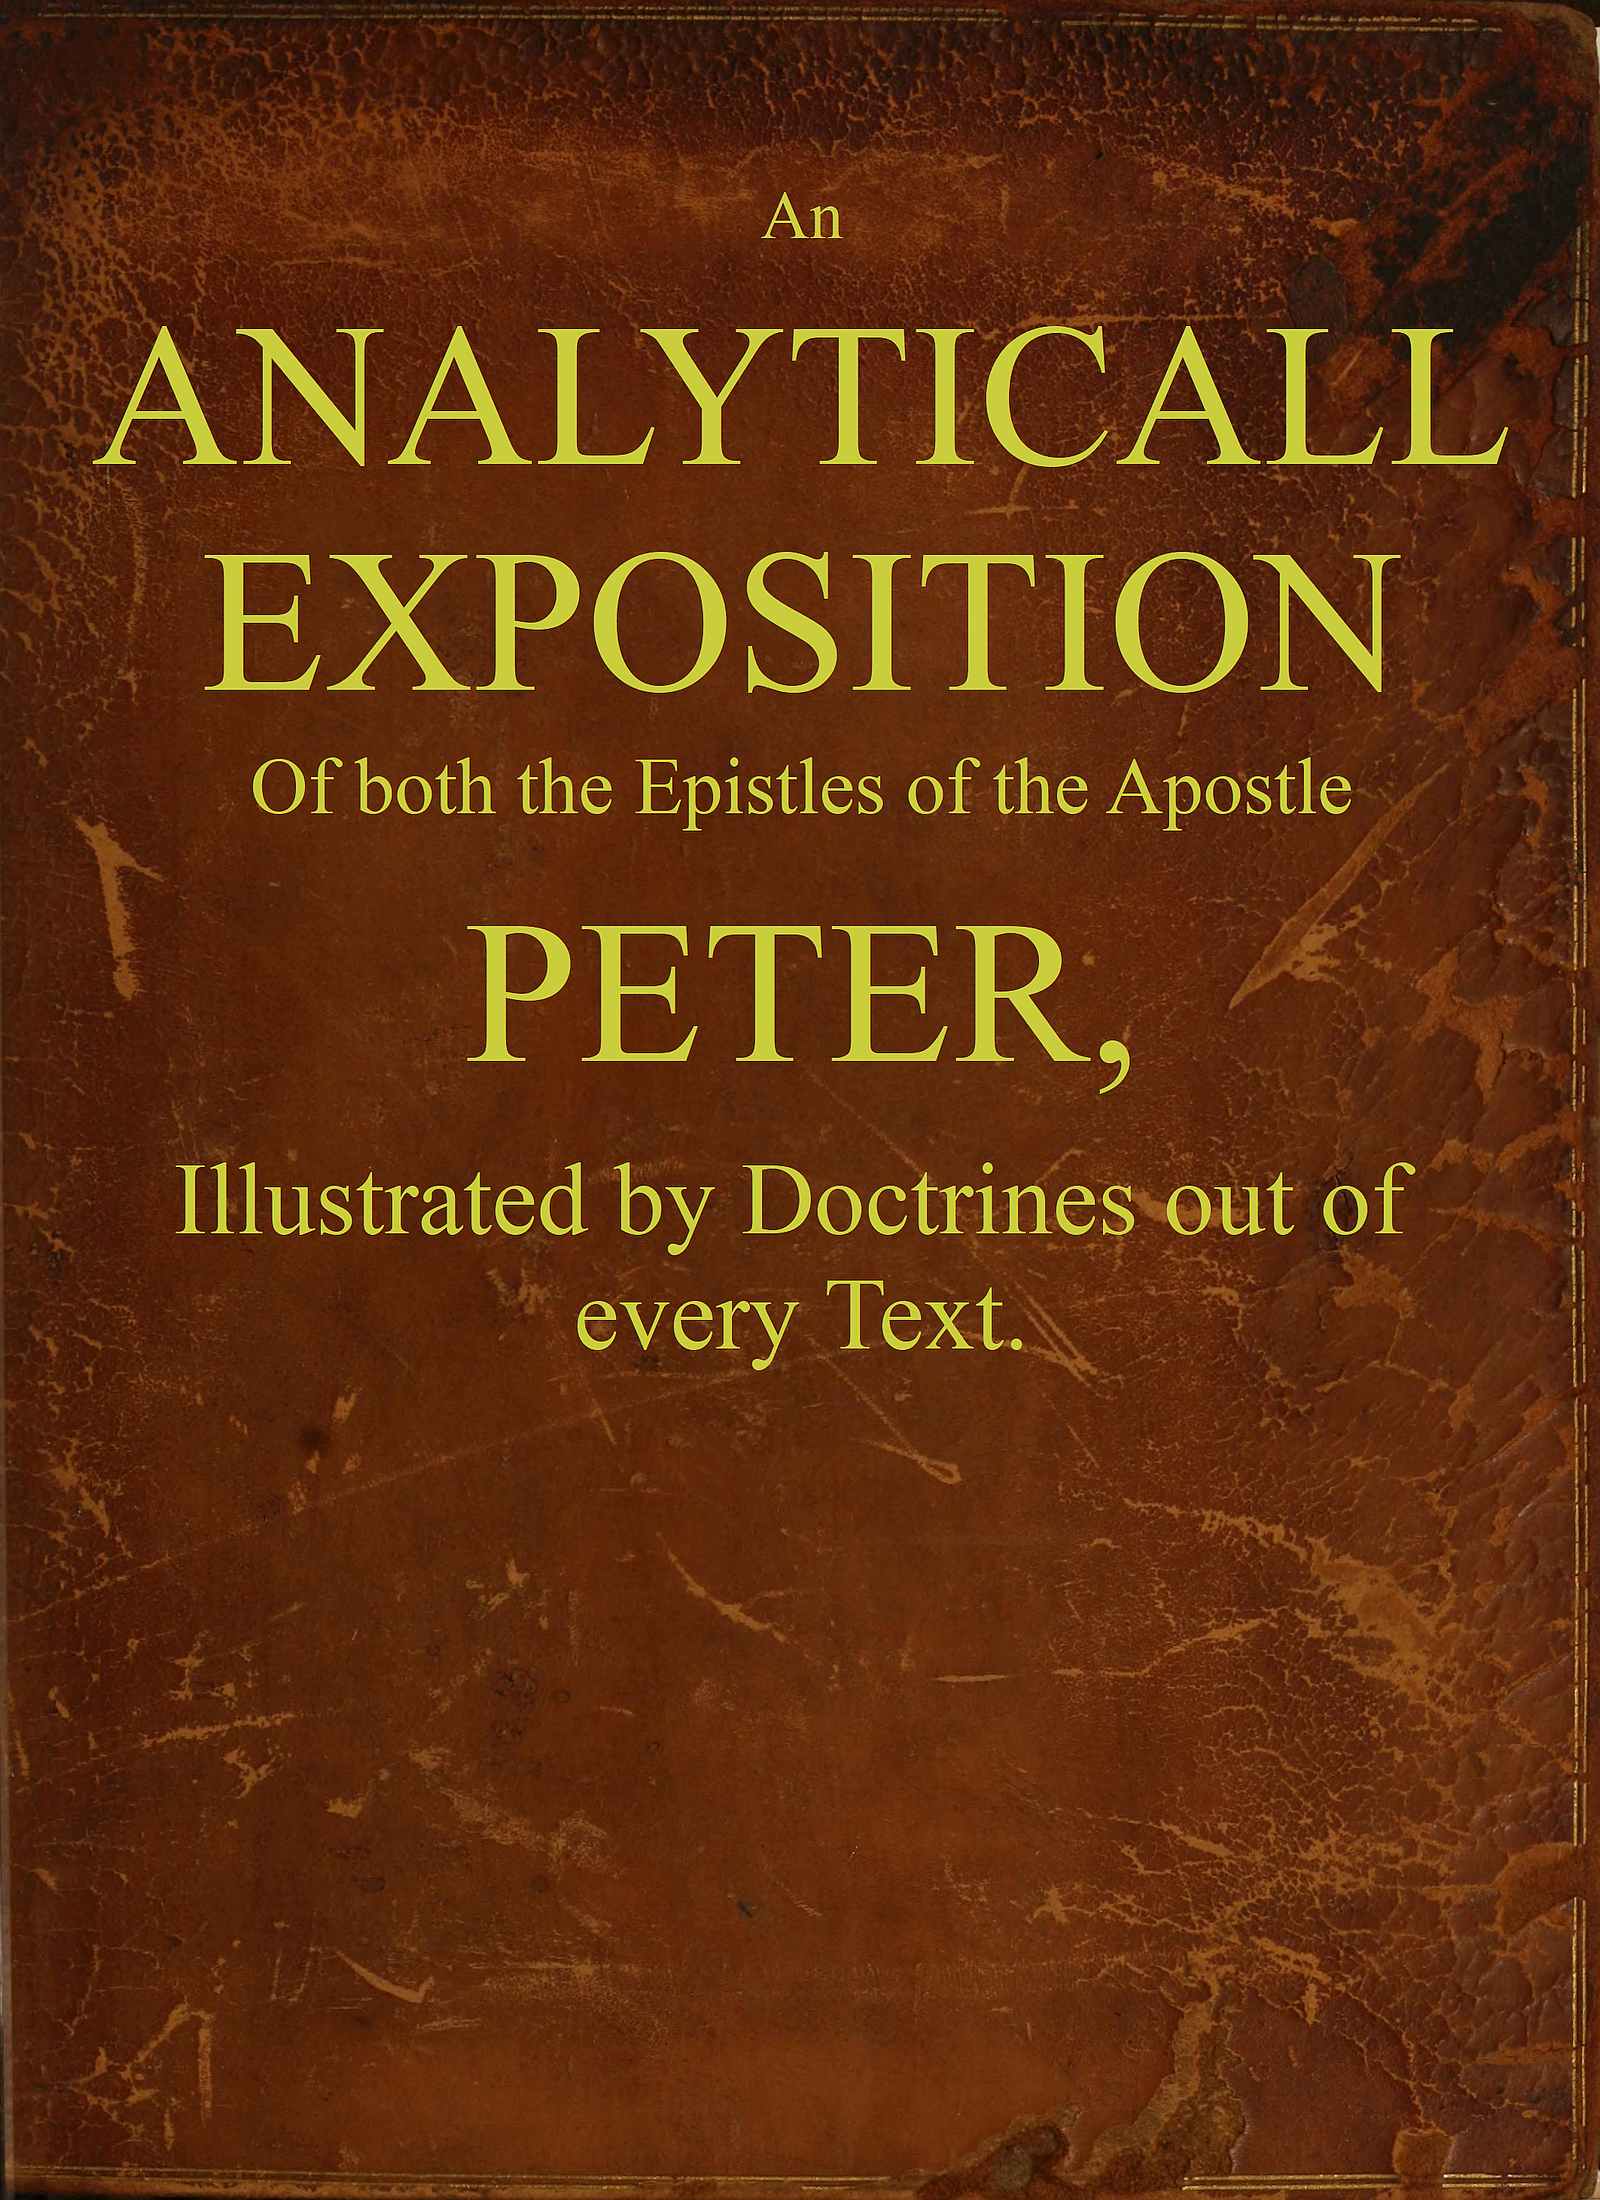 An
ANALYTICALL
EXPOSITION
Of both the Epistles of the Apostle
PETER,
Illustrated by Doctrines out of
every Text.